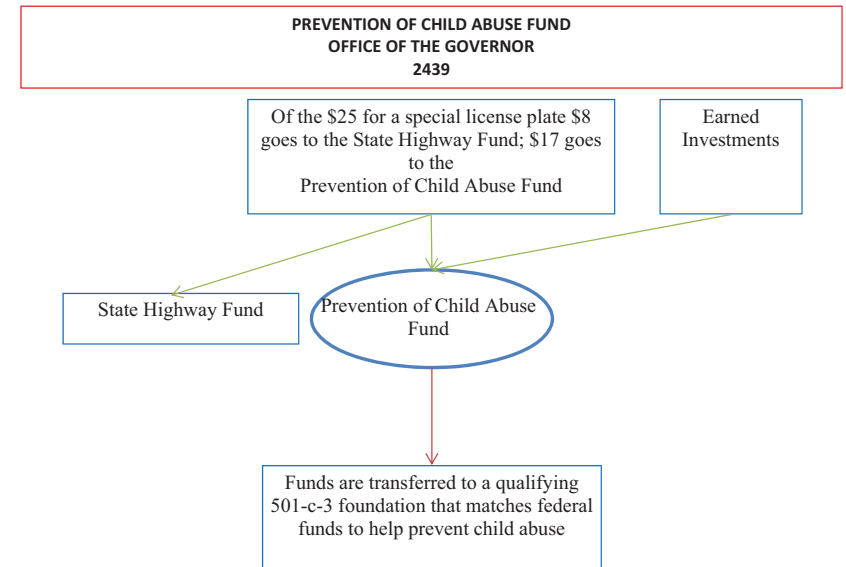 PREVENTION OF CHILD ABUSE FUND
OFFICE OF THE GOVERNOR
2439
Of the $25 for a special license plate $8
goes to the State Highway Fund; $17 goes
to the
Prevention of Child Abuse Fund
Earned
Investments
State Highway Fund
Prevention of Child Abuse
Fund
Funds are transferred to a qualifying
501-c-3 foundation that matches federal
funds to help prevent child abuse